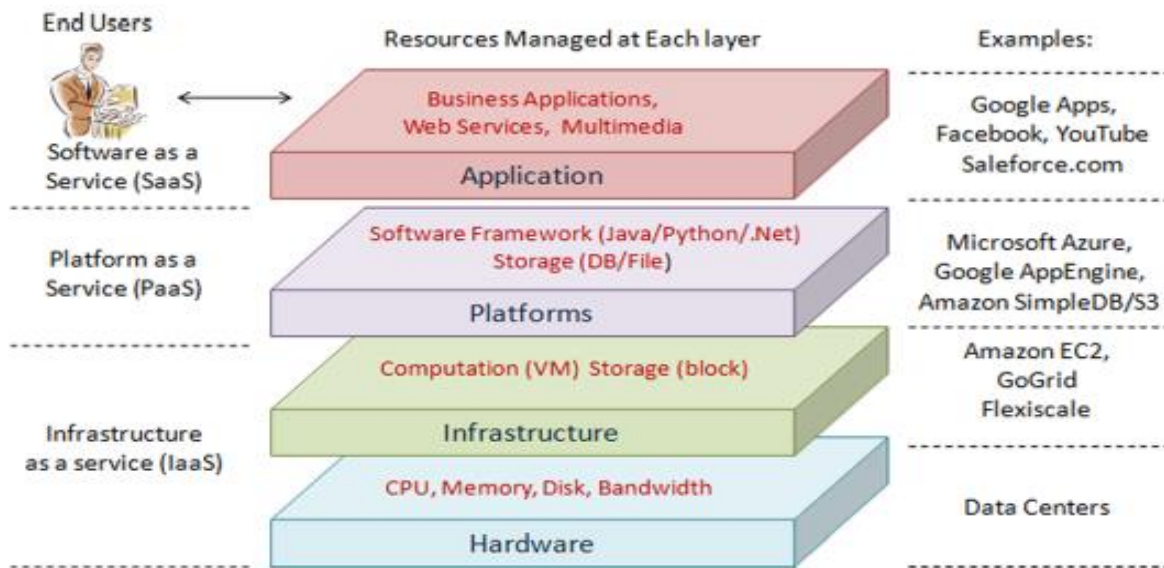 End Users
Resources Managed at Each layer
Examples:
Software as a
Service (SaaS)
Business Applications,
Web Services, Multimedia
Application
Google Apps,
Facebook, YouTube
Saleforce.com
Platform as a
Service (PaaS)
Software Framework (Java/Python/.Net)
Storage (DB/File)
Platforms
Microsoft Azure,
Google AppEngine,
Amazon SimpleDB/S3
Infrastructure
as a service (IaaS)
Computation (VM) Storage (block)
Infrastructure
Amazon EC2,
GoGrid
Flexiscale
CPU, Memory, Disk, Bandwidth
Hardware
Data Centers